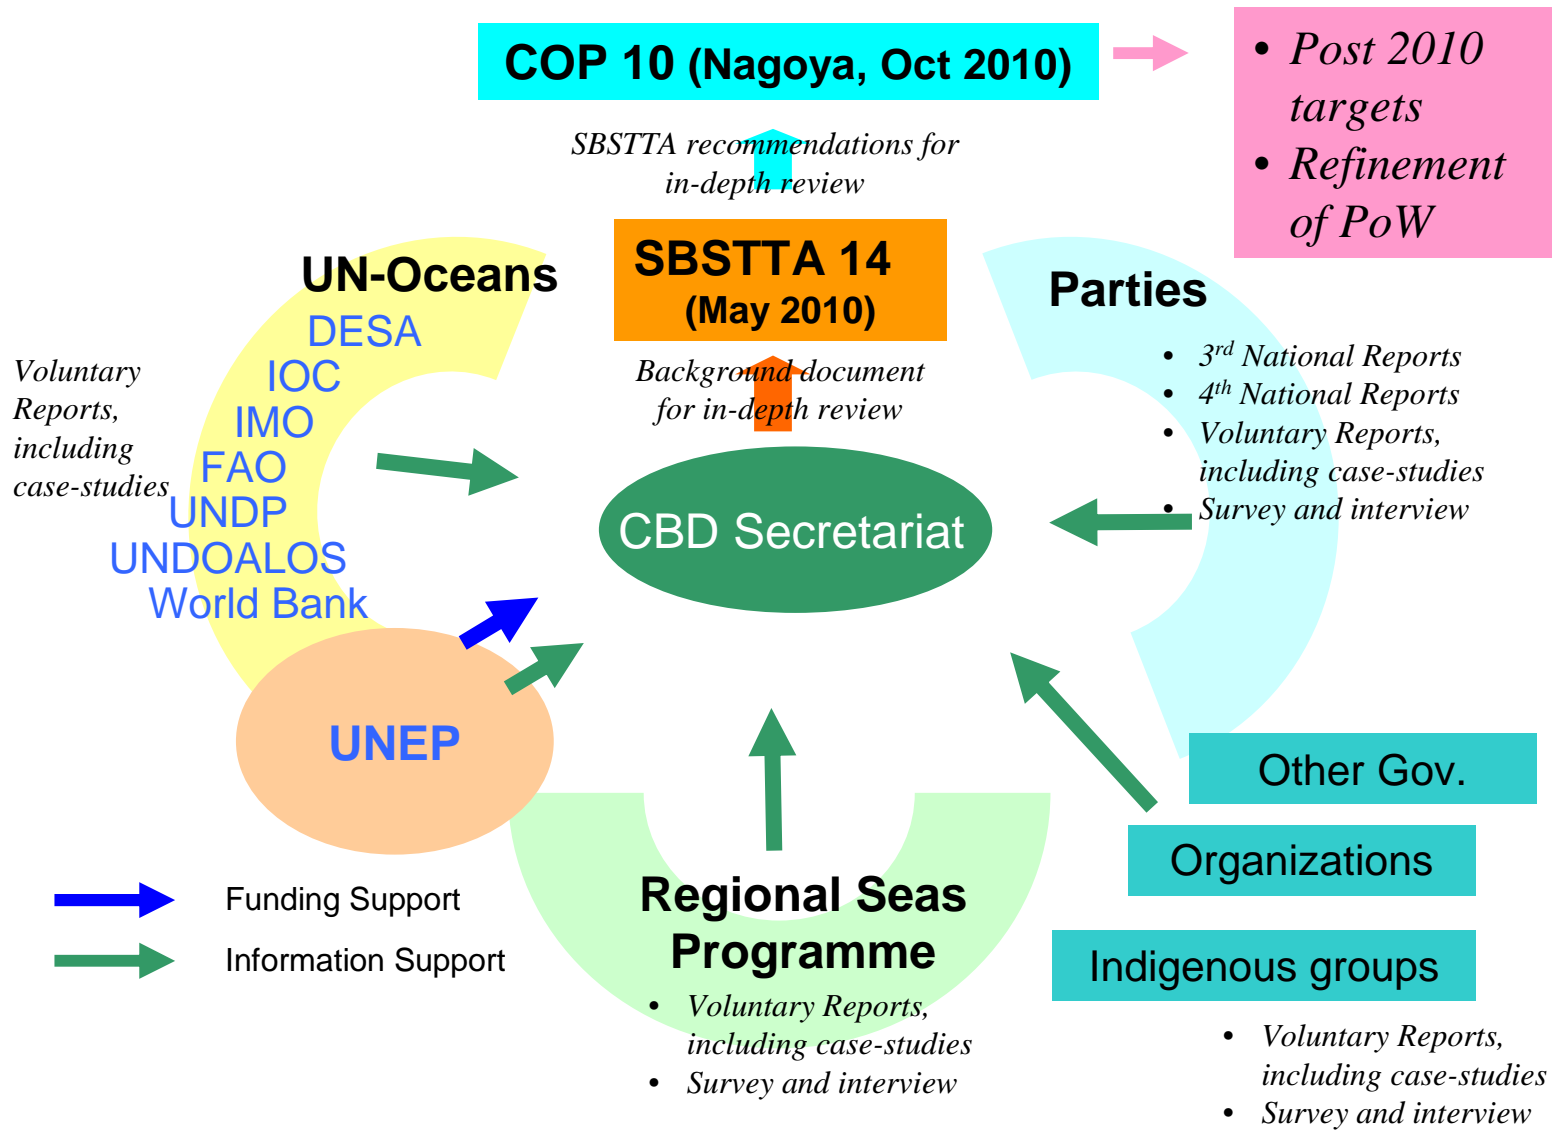 COP 10 (Nagoya, Oct 2010)
• Post 2010
targets
• Refinement
of PoW
SBSTTA recommendations for
in-depth review
SBSTTA 14
(May 2010)
Background document
for in-depth review
UN-Oceans
DESA
IOC
IMO
FAO
UNDP
UNDOALOS
World Bank
Voluntary
Reports,
including
case-studies
Parties
• 3rd National Reports
• 4th National Reports
• Voluntary Reports,
including case-studies
• Survey and interview
CBD Secretariat
UNEP
Funding Support
Information Support
Regional Seas
Programme
• Voluntary Reports,
including case-studies
• Survey and interview
Other Gov.
Organizations
Indigenous groups
• Voluntary Reports,
including case-studies
• Survey and interview